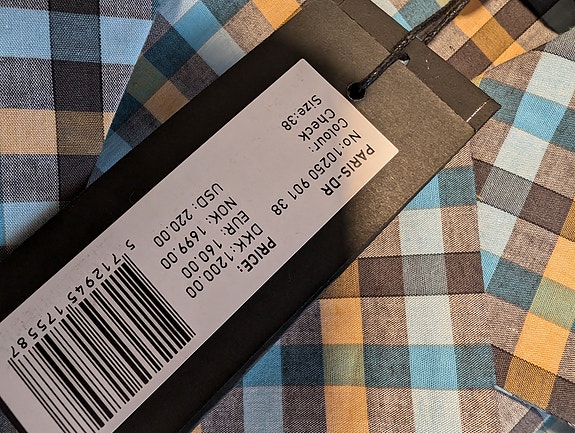 PARIS-DR
No:10250 901 38
Colour:
Check
Size:38
PRICE:
DKK:1200.00
EUR: 160.00
NOK: 1699.00
USD: 220.00
5 712945 175587